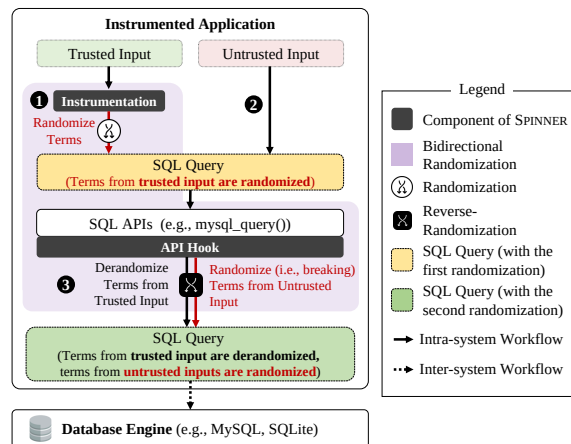 Instrumented Application
Trusted Input
Untrusted Input
1
Instrumentation
2
Randomize
Terms
SQL Query
(Terms from trusted input are randomized)
SQL APIs (e.g., mysql_query())
API Hook
3
Derandomize
Terms from
Trusted Input
Randomize (i.e., breaking)
Terms from Untrusted
Input
SQL Query
(Terms from trusted input are derandomized,
terms from untrusted inputs are randomized)
Database Engine (e.g., MySQL, SQLite)
Legend
Component of SPINNER
Bidirectional
Randomization
Randomization
Reverse-
Randomization
SQL Query (with the
first randomization)
SQL Query (with the
second randomization)
Intra-system Workflow
Inter-system Workflow